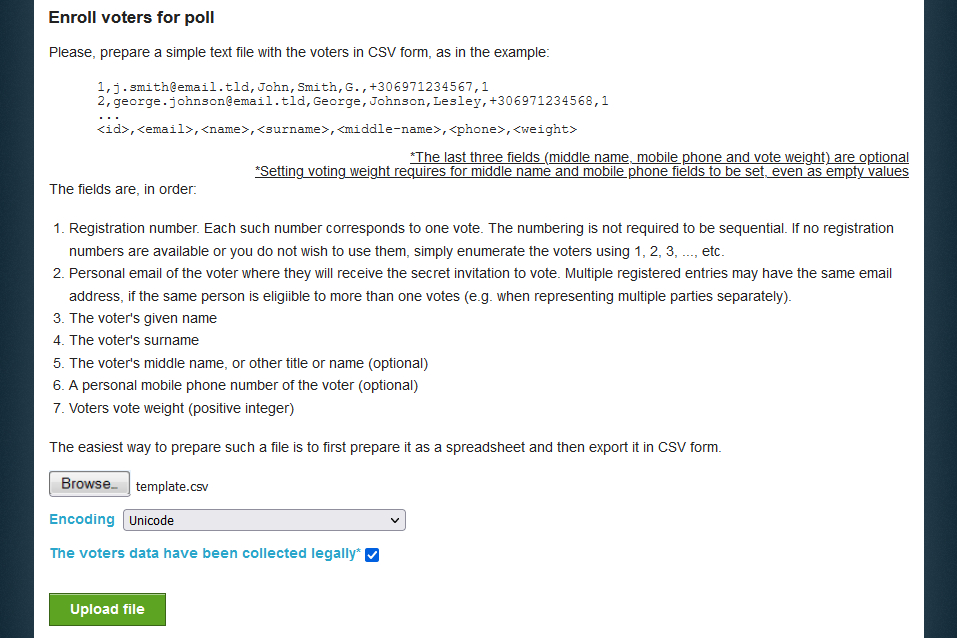 Enroll voters for poll
Please, prepare a simple text file with the voters in CSV form, as in the example:
1,j.smith@email.tld,John,Smith,G.,+306971234567,1
2,george.johnson@email.tld,George,Johnson,Lesley,+306971234568,1
...
<id>,<email>,<name>,<surname>,<middle-name>,<phone>,<weight>
*The last three fields (middle name, mobile phone and vote weight) are optional
*Setting voting weight requires for middle name and mobile phone fields to be set, even as empty values
The fields are, in order:
1. Registration number. Each such number corresponds to one vote. The numbering is not required to be sequential. If no registration
numbers are available or you do not wish to use them, simply enumerate the voters using 1, 2, 3, ..., etc.
2. Personal email of the voter where they will receive the secret invitation to vote. Multiple registered entries may have the same email
address, if the same person is eligiible to more than one votes (e.g. when representing multiple parties separately).
3. The voter's given name
4. The voter's surname
5. The voter's middle name, or other title or name (optional)
6. A personal mobile phone number of the voter (optional)
7. Voters vote weight (positive integer)
The easiest way to prepare such a file is to first prepare it as a spreadsheet and then export it in CSV form.
Browse... template.csv
Encoding Unicode
The voters data have been collected legally*
Upload file